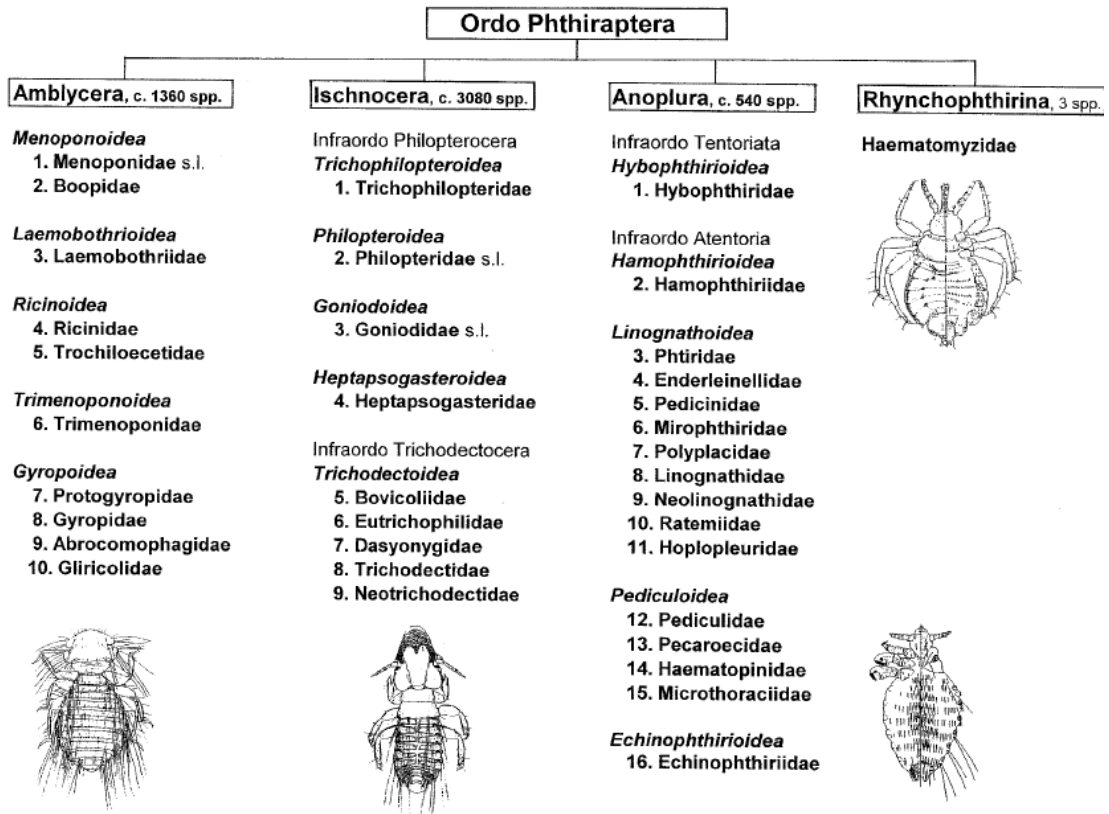 Ordo Phthiraptera
Amblycera, c. 1360 spp.
Menoponoidea
1. Menoponidae s.l.
2. Boopidae
Laemobothrioidea
3. Laemobothriidae
Ricinoidea
4. Ricinidae
5. Trochiloecetidae
Trimenoponoidea
6. Trimenoponidae
Gyropoidea
7. Protogyropidae
8. Gyropidae
9. Abrocomophagidae
10. Gliricolidae
Ischnocera, c. 3080 spp.
Infraordo Philopterocera
Trichophilopteroidea
1. Trichophilopteridae
Philopteroidea
2. Philopteridae s.l.
Goniodoidea
3. Goniodidae s.l.
Heptapsogasteroidea
4. Heptapsogasteridae
Infraordo Trichodectocera
Trichodectoidea
5. Bovicoliidae
6. Eutrichophilidae
7. Dasyonygidae
8. Trichodectidae
9. Neotrichodectidae
Anoplura, c. 540 spp.
Infraordo Tentoriata
Hybophthirioidea
1. Hybophthiridae
Infraordo Atentoria
Hamophthirioidea
2. Hamophthiriidae
Linognathoidea
3. Phtiridae
4. Enderleinellidae
5. Pedicinidae
6. Mirophthiridae
7. Polyplacidae
8. Linognathidae
9. Neolinognathidae
10. Ratemiidae
11. Hoplopleuridae
Pediculoidea
12. Pediculidae
13. Pecaroecidae
14. Haematopinidae
15. Microthoraciidae
Echinophthirioidea
16. Echinophthiriidae
Rhynchophthirina, 3 spp.
Haematomyzidae